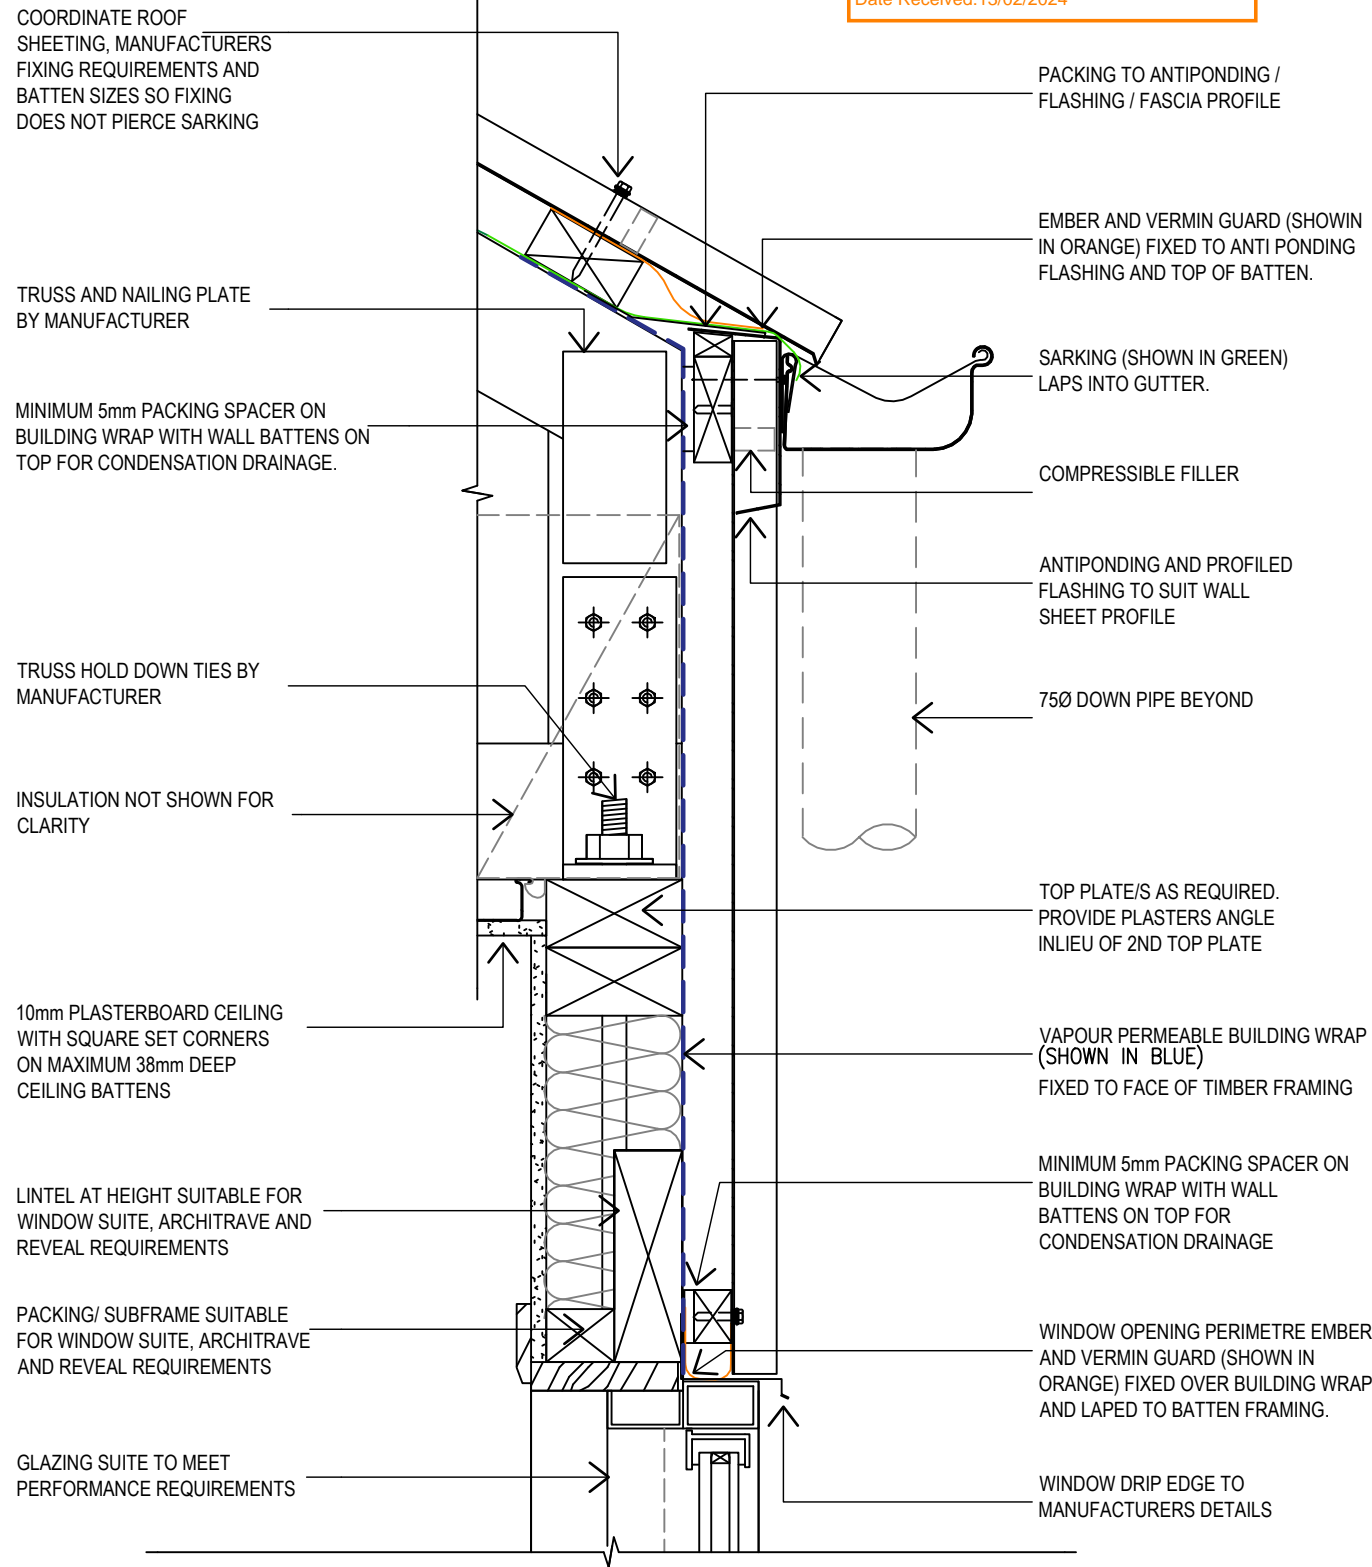 Date Received:15/02/2024
COORDINATE ROOF
SHEETING, MANUFACTURERS
FIXING REQUIREMENTS AND
BATTEN SIZES SO FIXING
DOES NOT PIERCE SARKING
TRUSS AND NAILING PLATE
BY MANUFACTURER
MINIMUM 5mm PACKING SPACER ON
BUILDING WRAP WITH WALL BATTENS ON
TOP FOR CONDENSATION DRAINAGE.
TRUSS HOLD DOWN TIES BY
MANUFACTURER
INSULATION NOT SHOWN FOR
CLARITY
10mm PLASTERBOARD CEILING
WITH SQUARE SET CORNERS
ON MAXIMUM 38mm DEEP
CEILING BATTENS
LINTEL AT HEIGHT SUITABLE FOR
WINDOW SUITE, ARCHITRAVE AND
REVEAL REQUIREMENTS
PACKING/ SUBFRAME SUITABLE
FOR WINDOW SUITE, ARCHITRAVE
AND REVEAL REQUIREMENTS
GLAZING SUITE TO MEET
PERFORMANCE REQUIREMENTS
PACKING TO ANTIPONDING /
FLASHING / FASCIA PROFILE
EMBER AND VERMIN GUARD (SHOWIN
IN ORANGE) FIXED TO ANTI PONDING
FLASHING AND TOP OF BATTEN.
SARKING (SHOWN IN GREEN)
LAPS INTO GUTTER.
COMPRESSIBLE FILLER
ANTIPONDING AND PROFILED
FLASHING TO SUIT WALL
SHEET PROFILE
75Ø DOWN PIPE BEYOND
TOP PLATE/S AS REQUIRED.
PROVIDE PLASTERS ANGLE
INLIEU OF 2ND TOP PLATE
VAPOUR PERMEABLE BUILDING WRAP
(SHOWN IN BLUE)
FIXED TO FACE OF TIMBER FRAMING
MINIMUM 5mm PACKING SPACER ON
BUILDING WRAP WITH WALL
BATTENS ON TOP FOR
CONDENSATION DRAINAGE
WINDOW OPENING PERIMETRE EMBER
AND VERMIN GUARD (SHOWN IN
ORANGE) FIXED OVER BUILDING WRAP
AND LAPED TO BATTEN FRAMING.
WINDOW DRIP EDGE TO
MANUFACTURERS DETAILS